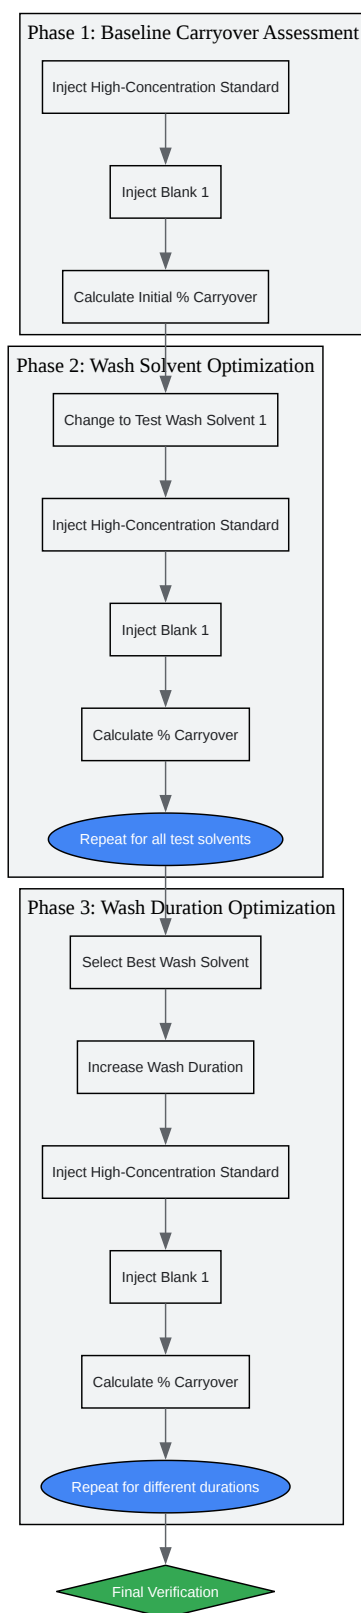 Phase 1: Baseline Carryover Assessment
Inject High-Concentration Standard
Inject Blank 1
Calculate Initial % Carryover
Phase 2: Wash Solvent Optimization
Change to Test Wash Solvent 1
Inject High-Concentration Standard
Inject Blank 1
Calculate % Carryover
Repeat for all test solvents
Phase 3: Wash Duration Optimization
Select Best Wash Solvent
Increase Wash Duration
Inject High-Concentration Standard
Inject Blank 1
Calculate % Carryover
Repeat for different durations
Final Verification